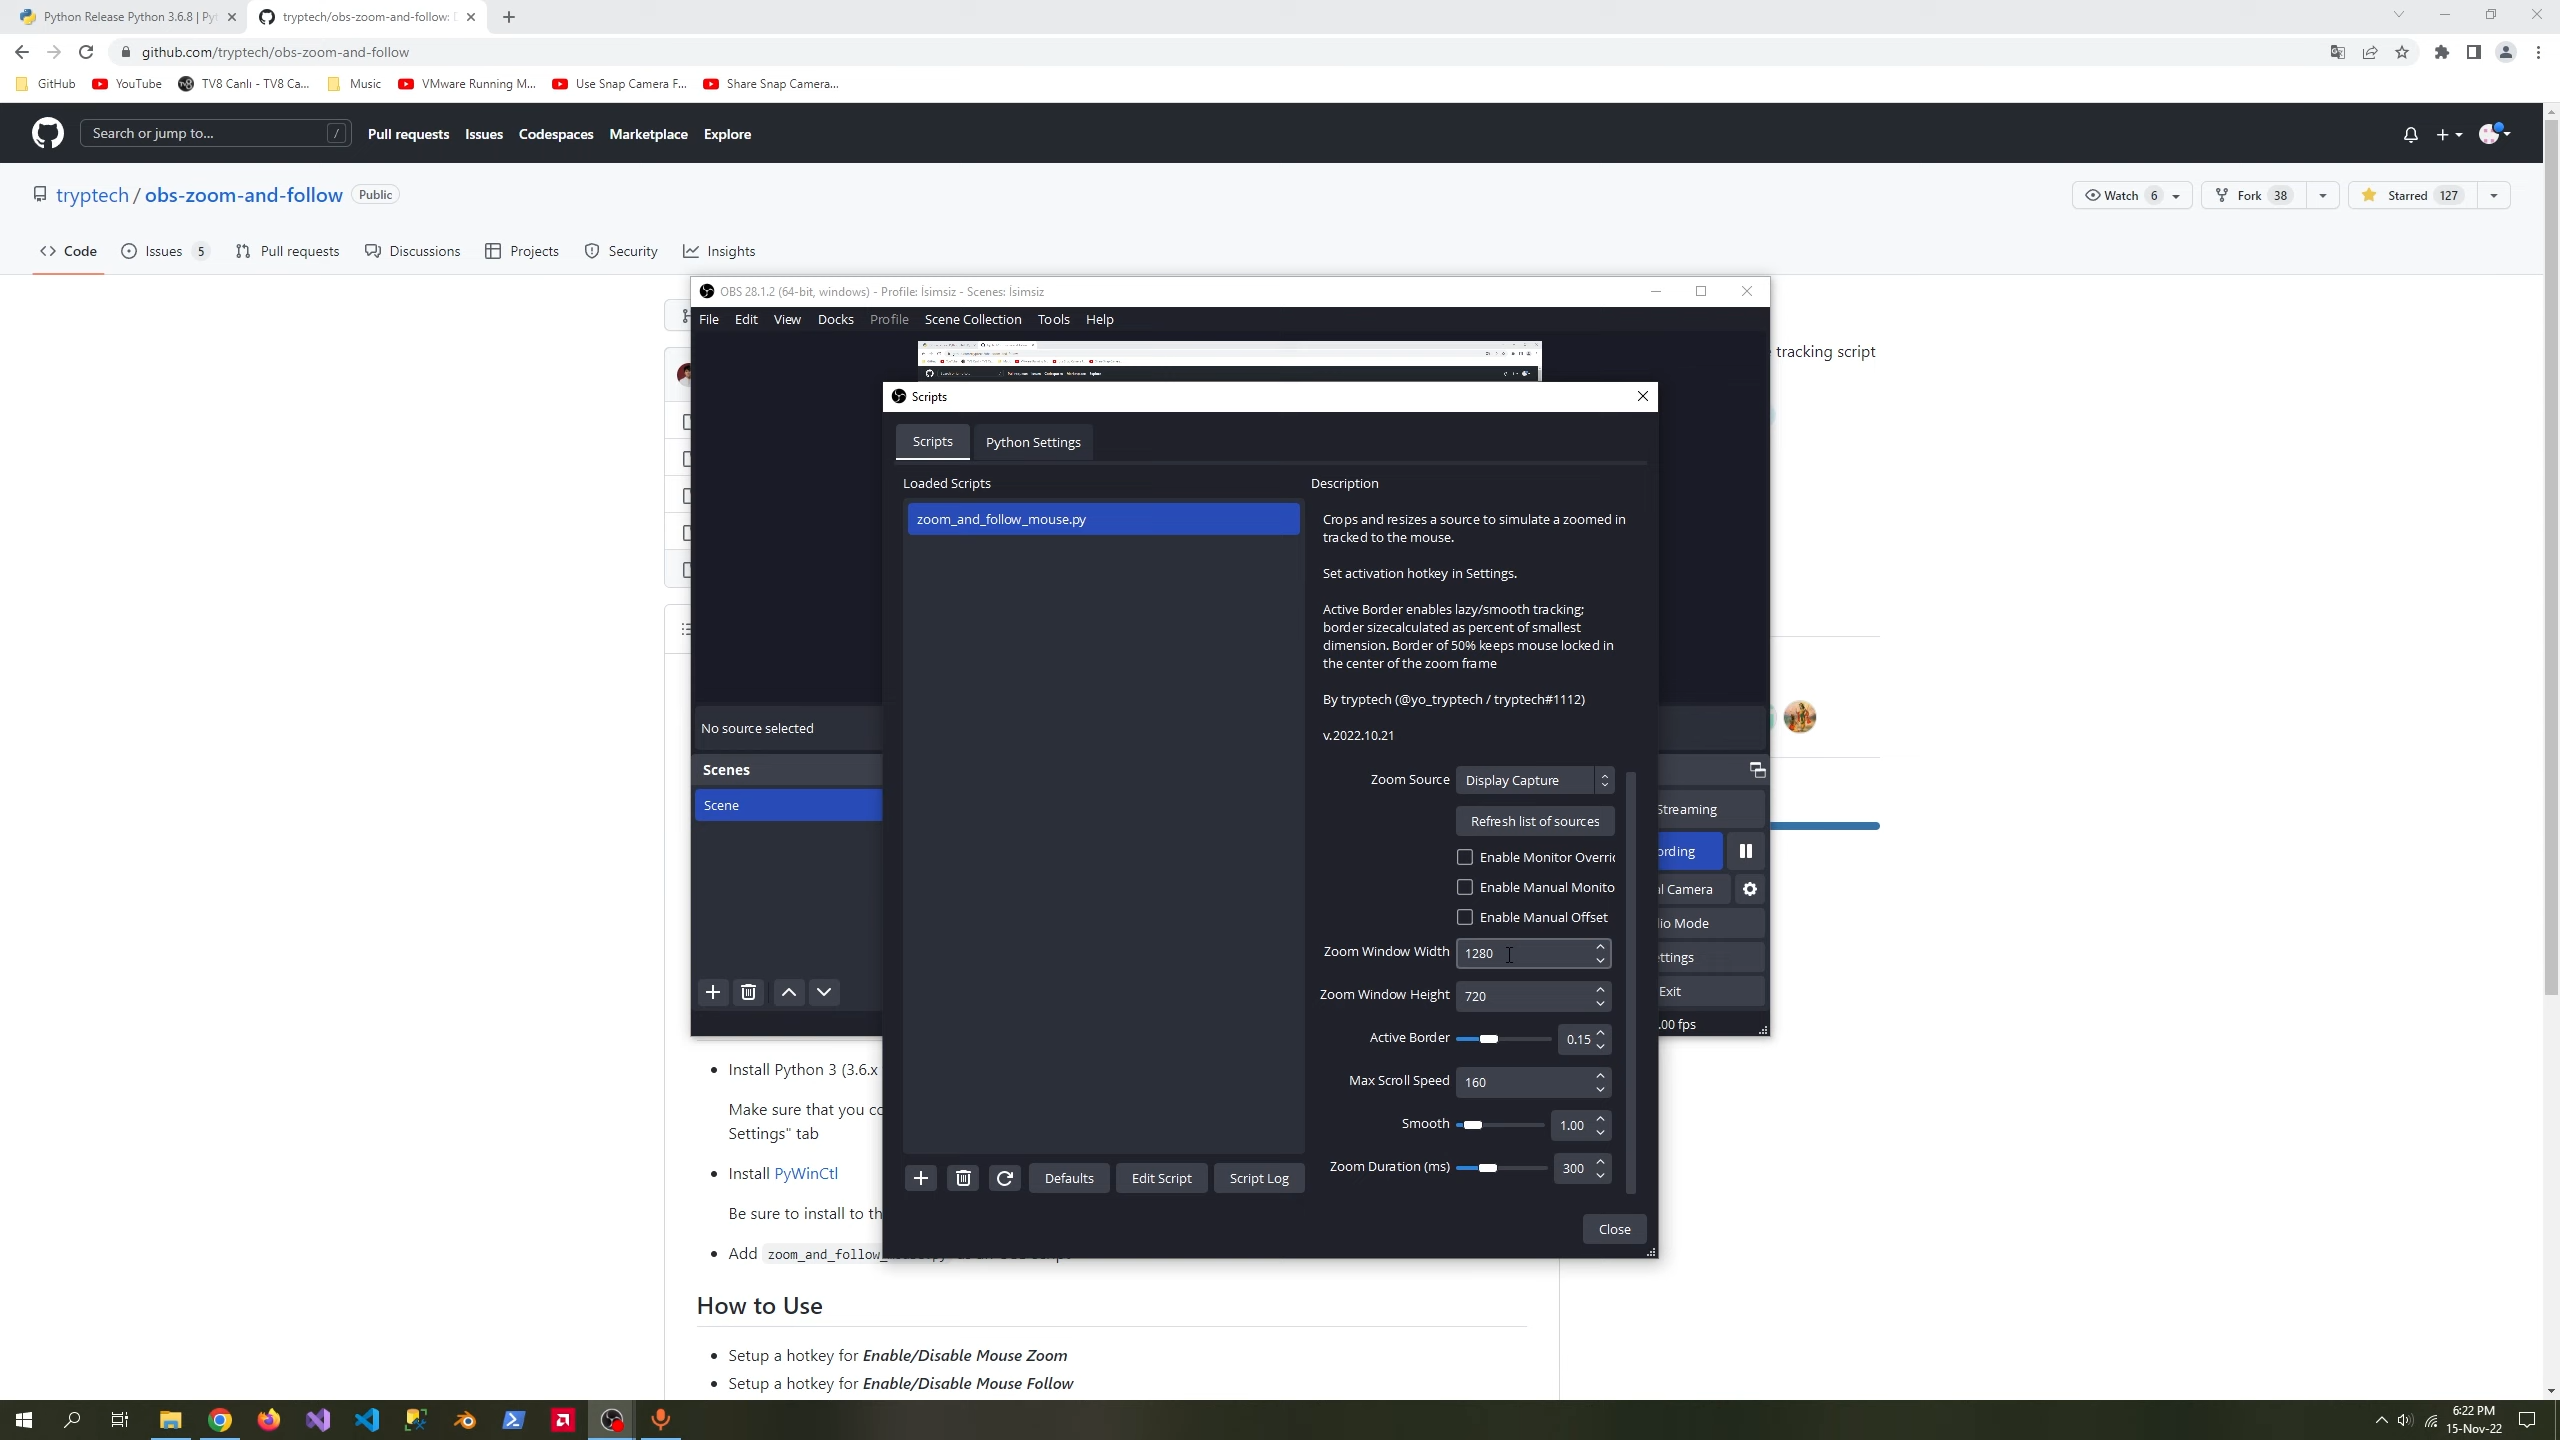 Python Release Python 3.6.8 | Pyt
tryptech/obs-zoom-and-follow: D
github.com/tryptech/obs-zoom-and-follow
GitHub
YouTube
TV8 Canlı - TV8 Ca...
Music
VMware Running M...
Use Snap Camera F...
Share Snap Camera...
Search or jump to...
/
Pull requests
Issues
Codespaces
Marketplace
Explore
tryptech / obs-zoom-and-follow
Public
Watch 6
Fork 38
Starred 127
Code
Issues 5
Pull requests
Discussions
Projects
Security
Insights
OBS 28.1.2 (64-bit, windows) - Profile: İsimsiz - Scenes: İsimsiz
File
Edit
View
Docks
Profile
Scene Collection
Tools
Help
tracking script
Scripts
Scripts
Python Settings
Loaded Scripts
zoom_and_follow_mouse.py
Description
Crops and resizes a source to simulate a zoomed in
tracked to the mouse.
Set activation hotkey in Settings.
Active Border enables lazy/smooth tracking;
border sizecalculated as percent of smallest
dimension. Border of 50% keeps mouse locked in
the center of the zoom frame
By tryptech (@yo_tryptech / tryptech#1112)
v.2022.10.21
Zoom Source
Display Capture
Refresh list of sources
Enable Monitor Overri
Enable Manual Monito
Enable Manual Offset
Zoom Window Width
1280
Zoom Window Height
720
Active Border
0.15
Max Scroll Speed
160
Smooth
1.00
Zoom Duration (ms)
300
Defaults
Edit Script
Script Log
Close
No source selected
Scenes
Scene
Streaming
ording
l Camera
io Mode
ettings
Exit
.00 fps
Install Python 3 (3.6.x
Make sure that you co
Settings" tab
Install PyWinCtl
Be sure to install to th
Add zoom_and_follow_
How to Use
Setup a hotkey for Enable/Disable Mouse Zoom
Setup a hotkey for Enable/Disable Mouse Follow
6:22 PM
15-Nov-22